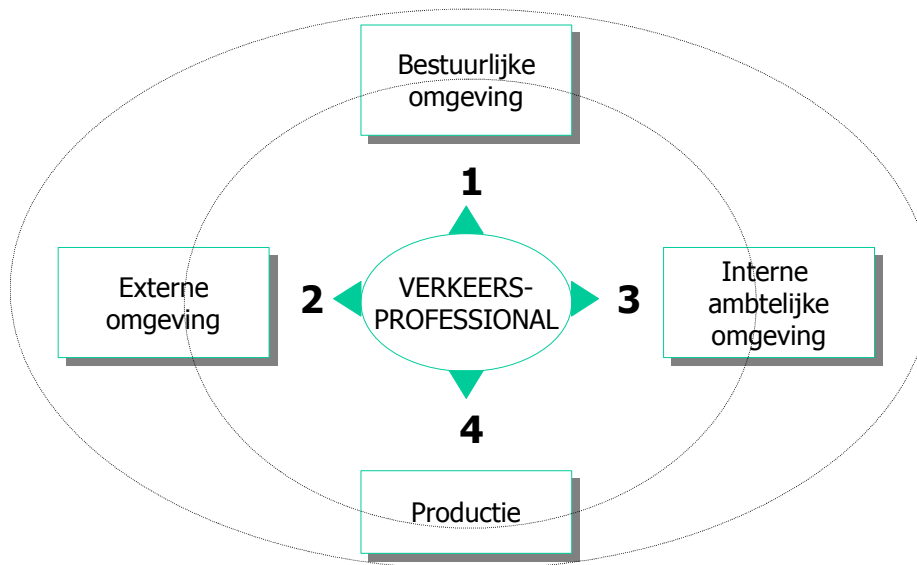 Bestuurlijke
omgeving
1
Externe
omgeving
2
VERKEERS-
PROFESSIONAL
3
Interne
ambtelijke
omgeving
4
Productie